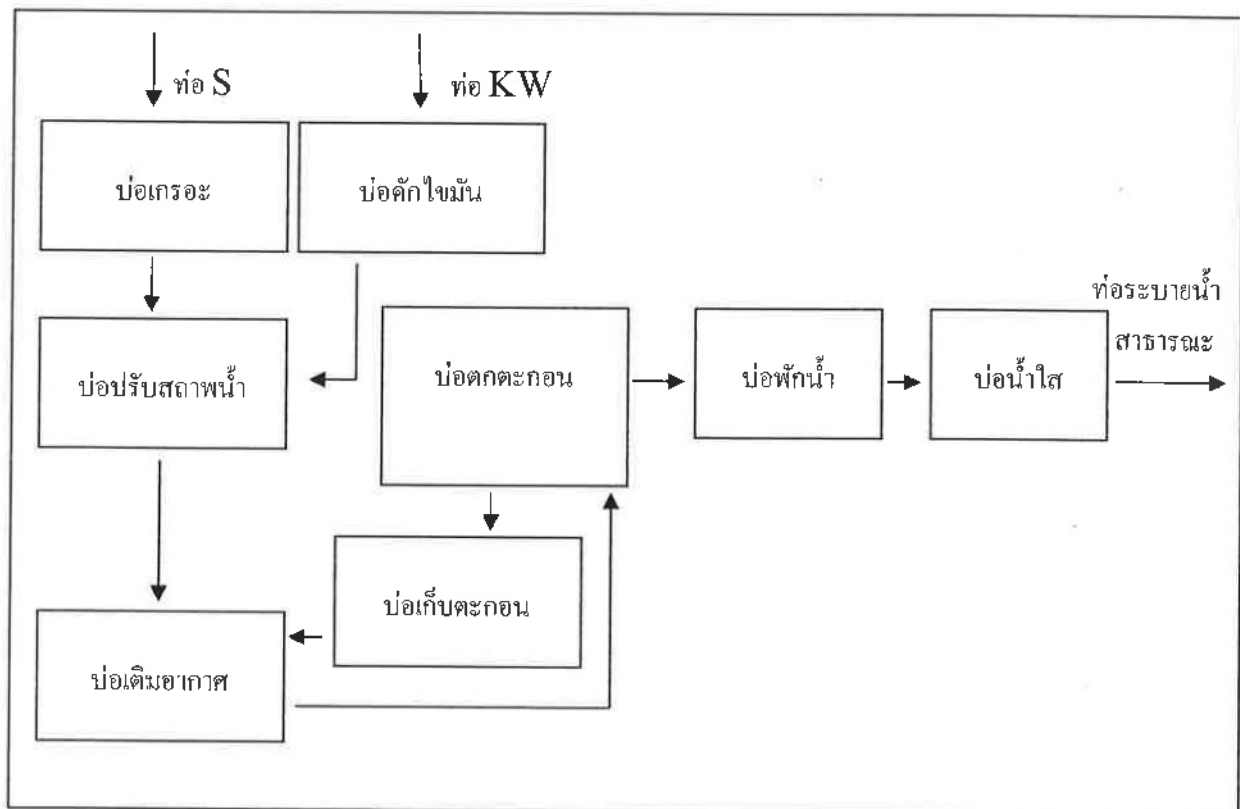 ท่อ S
ท่อ KW
บ่อเกรอะ
บ่อดักไขมัน
ท่อระบายน้ำ
สาธารณะ
บ่อปรับสภาพน้ำ
บ่อตกตะกอน
บ่อพักน้ำ
บ่อน้ำใส
บ่อเก็บตะกอน
บ่อเติมอากาศ